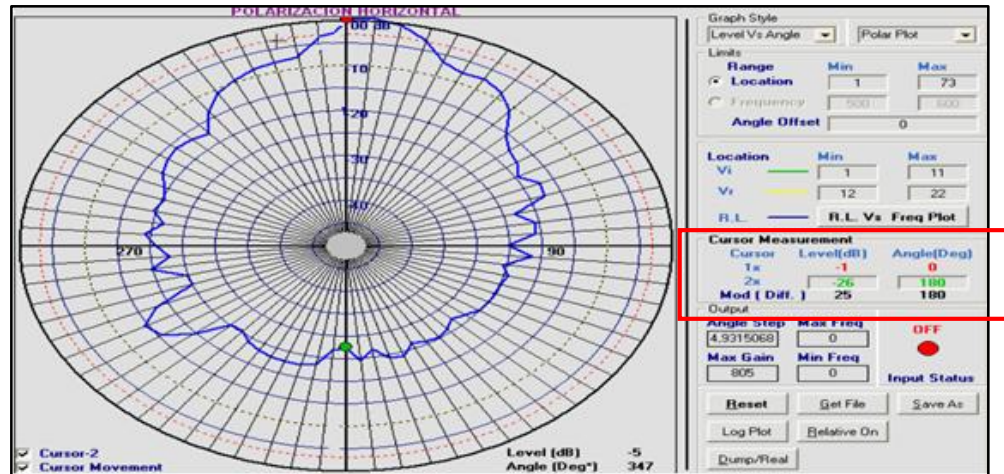 POLARIZACION HORIZONTAL
00 dB
-10
-20
-30
-40
270
90
Cursor-2
Cursor Movement
Level (dB) -5
Angle (Deg°) 347
Graph Style
Level Vs Angle
Polar Plot
Limits
Range Min Max
Location 1 73
Frequency 500 600
Angle Offset 0
Location Min Max
Vi 1 11
Vr 12 22
R.L. R.L. Vs Freq Plot
Cursor Measurement
Cursor Level(dB) Angle(Deg)
1x -1 0
2x -26 180
Mod ( Diff. ) 25 180
Output
Angle Step Max Freq
4.9315068 0
OFF
Max Gain Min Freq
805 0
Input Status
Reset Get File Save As
Log Plot Relative On
Dump/Real